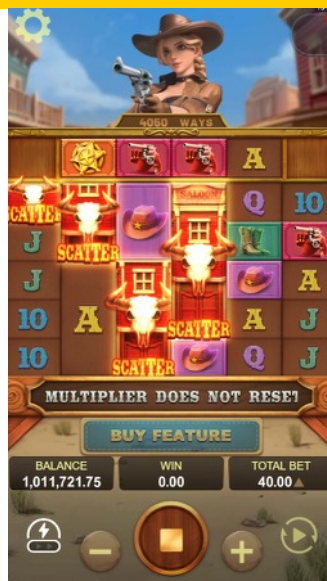 4050 WAYS
A
SCATTER
SALOON
Q 10
J
SCATTER
J
A
10
A
SCATTER
A J
10
SCATTER
Q J
MULTIPLIER DOES NOT RESET
BUY FEATURE
BALANCE WIN TOTAL BET
1,011,721.75 0.00 40.00